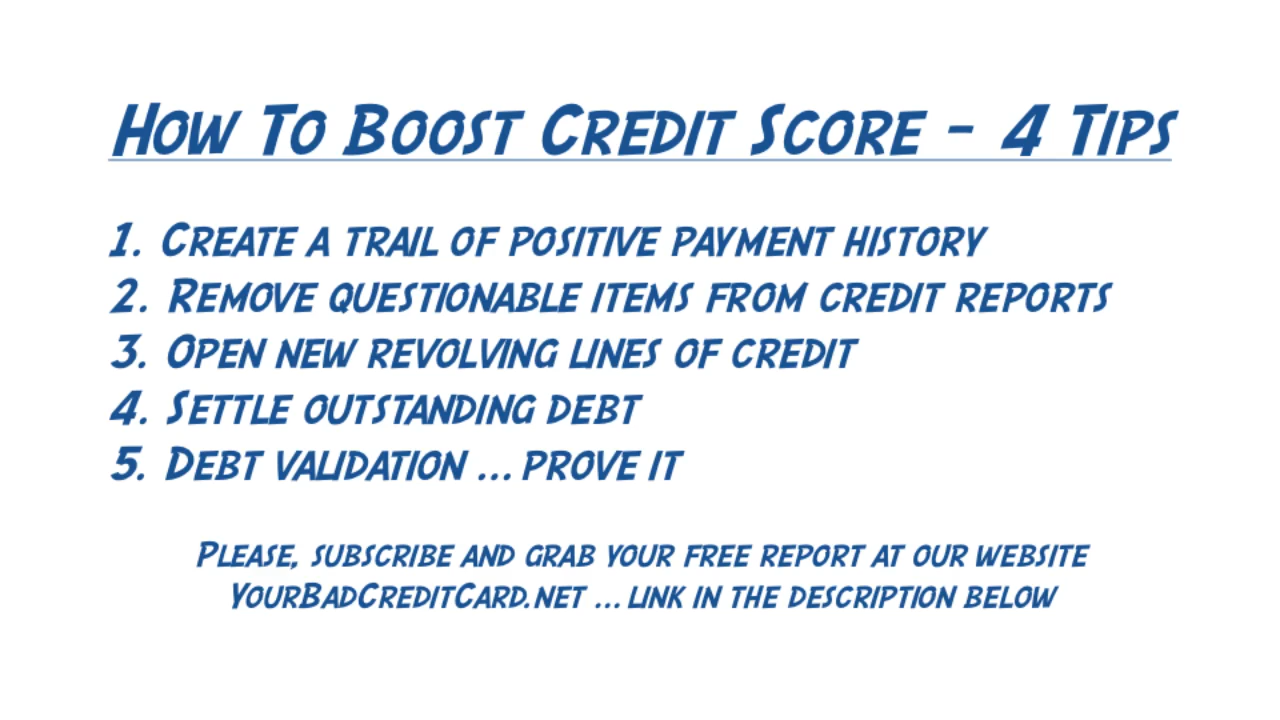 How To Boost Credit Score - 4 Tips
1. Create a trail of positive payment history
2. Remove questionable items from credit reports
3. Open new revolving lines of credit
4. Settle outstanding debt
5. Debt validation ... prove it
Please, subscribe and grab your free report at our website
YourBadCreditCard.net ... link in the description below